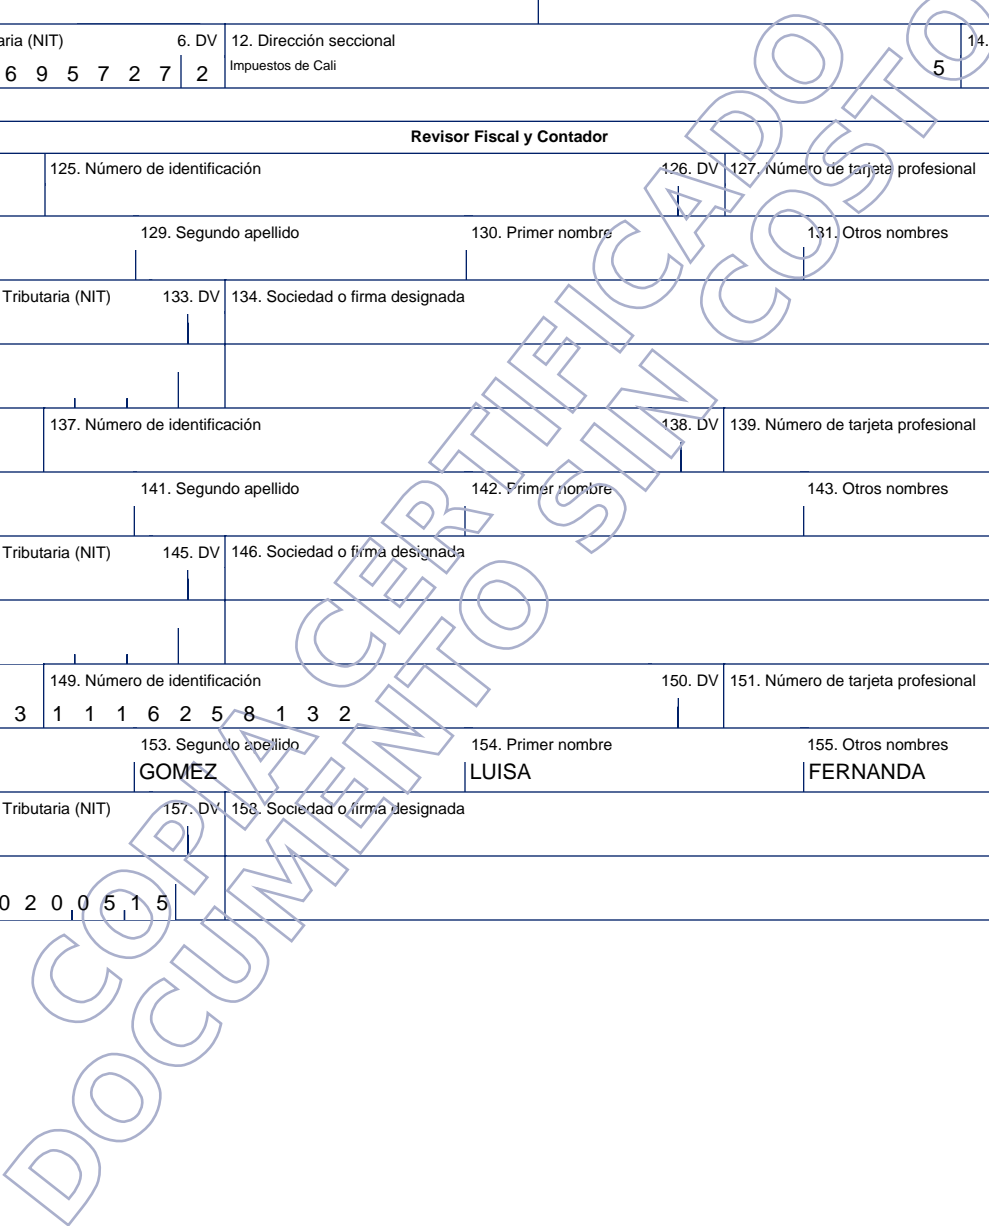 aria (NIT) 6. DV 12. Dirección seccional 14.
6 9 5 7 2 7 2 Impuestos de Cali 5
Revisor Fiscal y Contador
125. Número de identificación 126. DV 127. Número de tarjeta profesional
129. Segundo apellido 130. Primer nombre 131. Otros nombres
Tributaria (NIT) 133. DV 134. Sociedad o firma designada
137. Número de identificación 138. DV 139. Número de tarjeta profesional
141. Segundo apellido 142. Primer nombre 143. Otros nombres
Tributaria (NIT) 145. DV 146. Sociedad o firma designada
149. Número de identificación 150. DV 151. Número de tarjeta profesional
3 1 1 1 6 2 5 8 1 3 2
153. Segundo apellido 154. Primer nombre 155. Otros nombres
GOMEZ LUISA FERNANDA
Tributaria (NIT) 157. DV 158. Sociedad o firma designada
0 2 0 0 5 1 5
COPIA CERTIFICADO
DOCUMENTO SIN COSTO